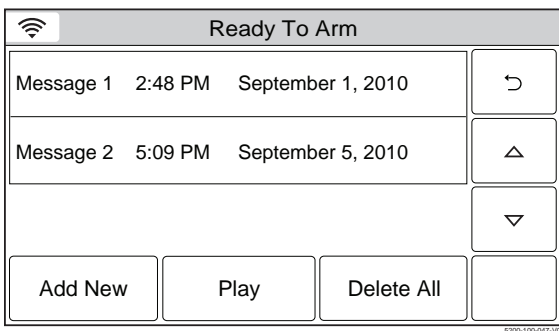 Ready To Arm
Message 1 2:48 PM September 1, 2010
Message 2 5:09 PM September 5, 2010
Add New Play Delete All